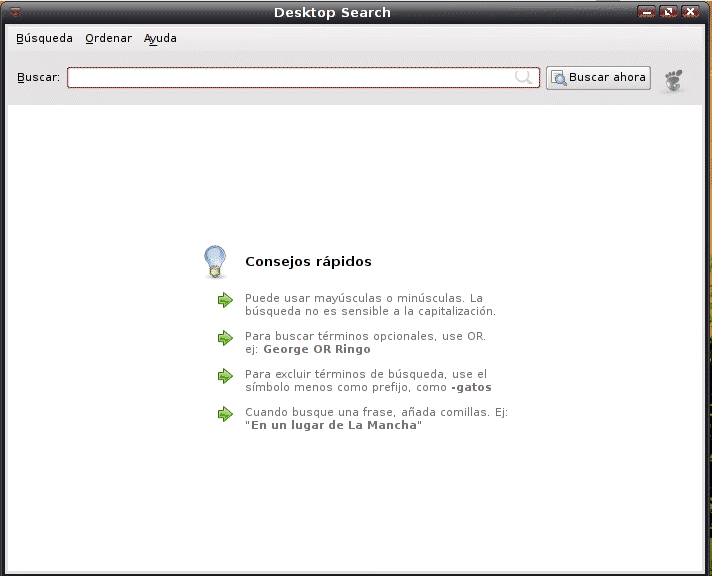 Desktop Search
Búsqueda Ordenar Ayuda
Buscar: Buscar ahora
Consejos rápidos
Puede usar mayúsculas o minúsculas. La
búsqueda no es sensible a la capitalización.
Para buscar términos opcionales, use OR.
ej: George OR Ringo
Para excluir términos de búsqueda, use el
símbolo menos como prefijo, como -gatos
Cuando busque una frase, añada comillas. Ej:
"En un lugar de La Mancha"